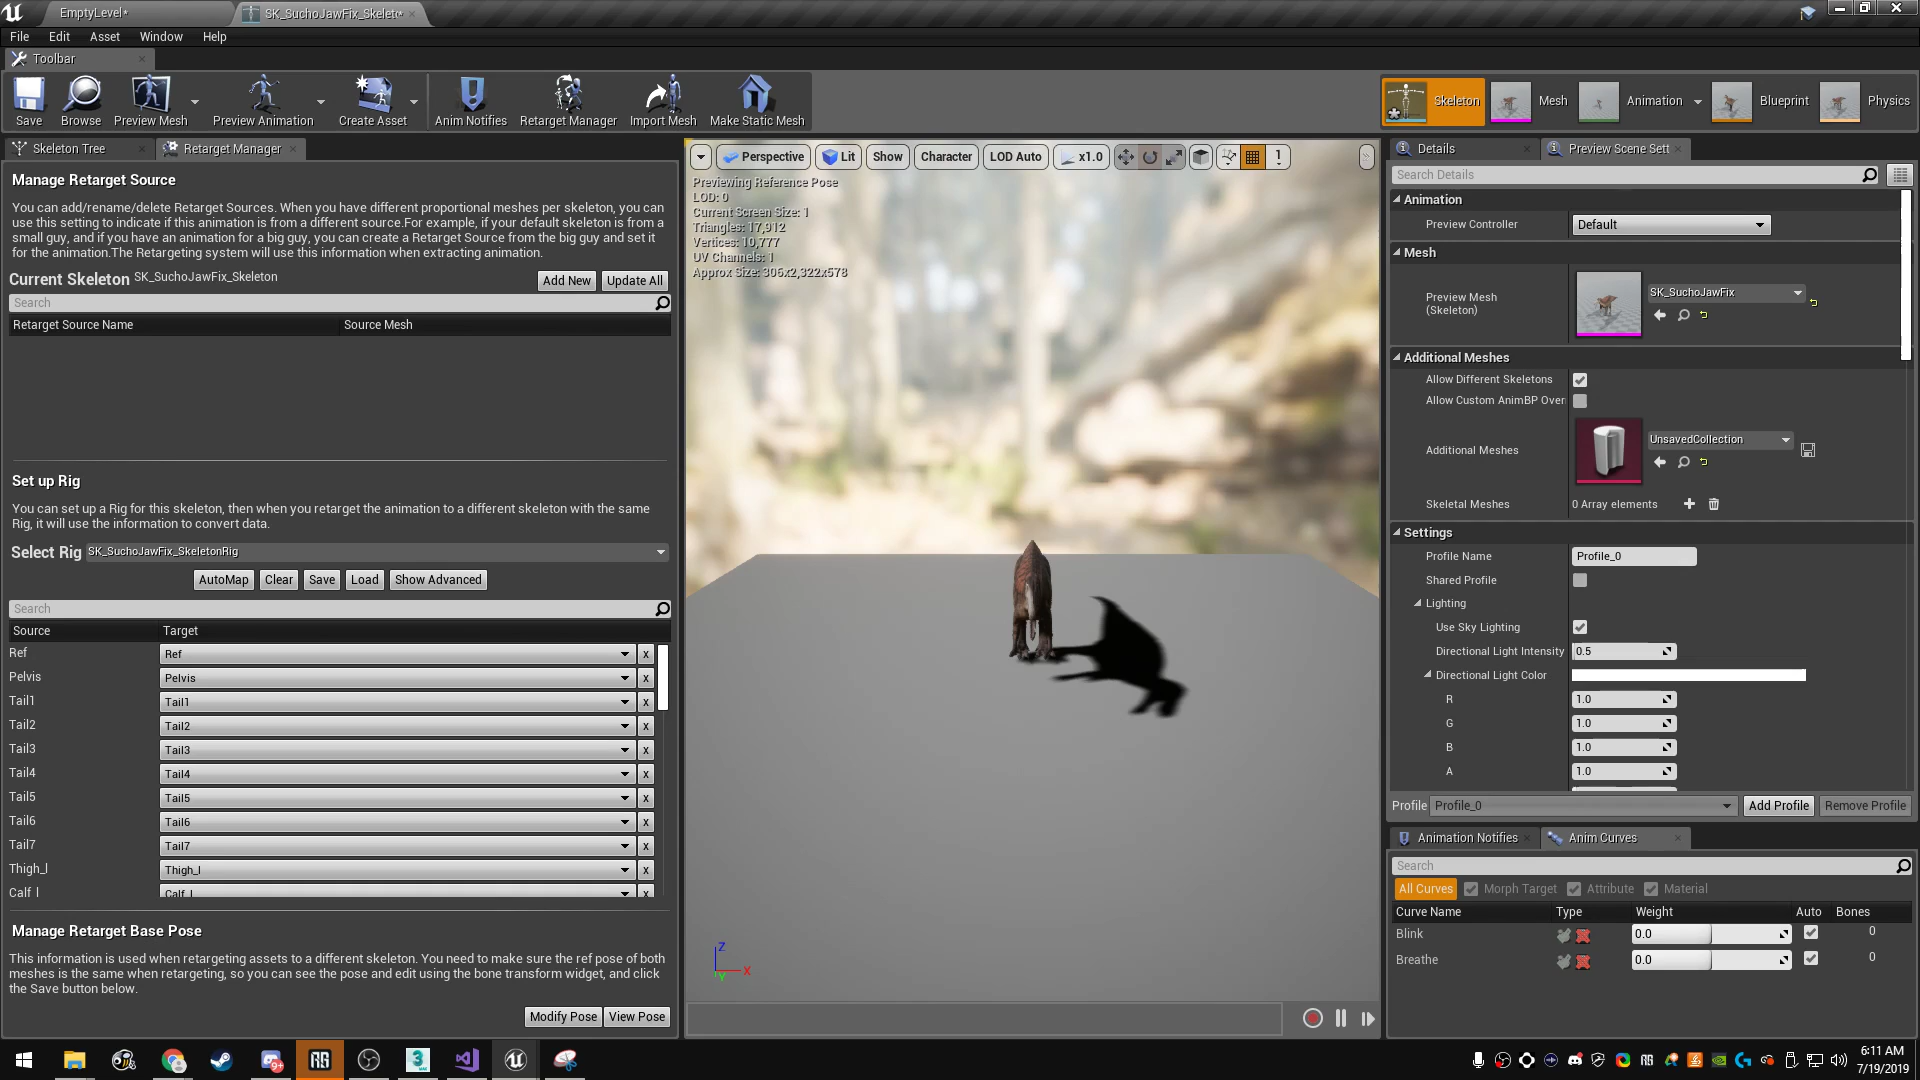 EmptyLevel*
SK_SuchoJawFix_Skeleto*
File Edit Asset Window Help
Toolbar
Save Browse Preview Mesh Preview Animation Create Asset Anim Notifies Retarget Manager Import Mesh Make Static Mesh
Skeleton Mesh Animation Blueprint Physics
Skeleton Tree Retarget Manager
Manage Retarget Source
You can add/rename/delete Retarget Sources. When you have different proportional meshes per skeleton, you can
use this setting to indicate if this animation is from a different source.For example, if your default skeleton is from a
small guy, and if you have an animation for a big guy, you can create a Retarget Source from the big guy and set it
for the animation.The Retargeting system will use this information when extracting animation.
Current Skeleton SK_SuchoJawFix_Skeleton Add New Update All
Search
Retarget Source Name Source Mesh
Set up Rig
You can set up a Rig for this skeleton, then when you retarget the animation to a different skeleton with the same
Rig, it will use the information to convert data.
Select Rig SK_SuchoJawFix_SkeletonRig
AutoMap Clear Save Load Show Advanced
Search
Source Target
Ref Ref x
Pelvis Pelvis x
Tail1 Tail1 x
Tail2 Tail2 x
Tail3 Tail3 x
Tail4 Tail4 x
Tail5 Tail5 x
Tail6 Tail6 x
Tail7 Tail7 x
Thigh_l Thigh_l x
Calf_l Calf_l x
Manage Retarget Base Pose
This information is used when retargeting assets to a different skeleton. You need to make sure the ref pose of both
meshes is the same when retargeting, so you can see the pose and edit using the bone transform widget, and click
the Save button below.
Modify Pose View Pose
Perspective Lit Show Character LOD Auto x1.0 1
Previewing Reference Pose
LOD: 0
Current Screen Size: 1
Triangles: 17,912
Vertices: 10,777
UV Channels: 1
Approx Size: 306x2,322x578
Z
X
Y
Details Preview Scene Sett
Search Details
Animation
Preview Controller Default
Mesh
Preview Mesh
(Skeleton)
SK_SuchoJawFix
Additional Meshes
Allow Different Skeletons
Allow Custom AnimBP Over
Additional Meshes UnsavedCollection
Skeletal Meshes 0 Array elements
Settings
Profile Name Profile_0
Shared Profile
Lighting
Use Sky Lighting
Directional Light Intensity 0.5
Directional Light Color
R 1.0
G 1.0
B 1.0
A 1.0
Profile Profile_0 Add Profile Remove Profile
Animation Notifies Anim Curves
Search
All Curves Morph Target Attribute Material
Curve Name Type Weight Auto Bones
Blink 0.0 0
Breathe 0.0 0
6:11 AM
7/19/2019